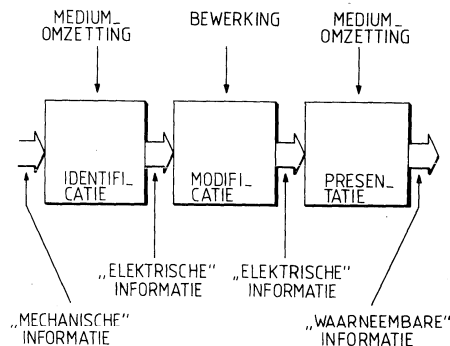 MEDIUM_
OMZETTING
BEWERKING
MEDIUM_
OMZETTING
IDENTIFI_
CATIE
MODIFI_
CATIE
PRESEN_
TATIE
„ELEKTRISCHE"
INFORMATIE
„ELEKTRISCHE"
INFORMATIE
„MECHANISCHE"
INFORMATIE
„WAARNEEMBARE"
INFORMATIE